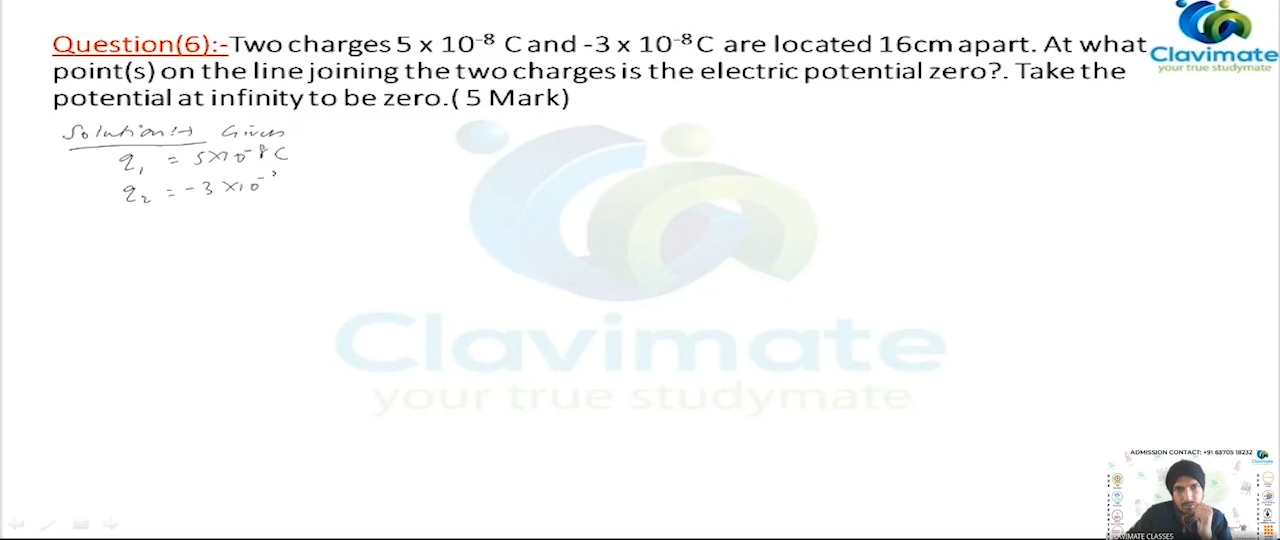 Question(6):-Two charges 5 x 10⁻⁸ C and -3 x 10⁻⁸C are located 16cm apart. At what
point(s) on the line joining the two charges is the electric potential zero?. Take the
potential at infinity to be zero.( 5 Mark)
Clavimate
your true studymate
Solution:→ Given
q₁ = 5×10⁻⁸C
q₂ = -3 ×10⁻
Clavimate
your true studymate
ADMISSION CONTACT: +91 63705 18232
Clavimate
CLAVIMATE CLASSES